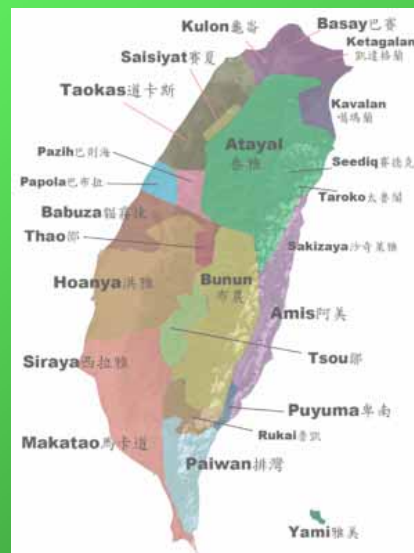 Kulon龜崙
Basay巴賽
Ketagalan
凱達格蘭
Saisiyat賽夏
Taokas道卡斯
Kavalan
噶瑪蘭
Atayal
泰雅
Pazih巴則海
Seediq賽德克
Papola巴布拉
Taroko太魯閣
Babuza貓霧捒
Thao邵
Sakizaya沙奇萊雅
Hoanya洪雅
Bunun
布農
Amis阿美
Siraya西拉雅
Tsou鄒
Puyuma卑南
Makatao馬卡道
Rukai魯凱
Paiwan排灣
Yami雅美